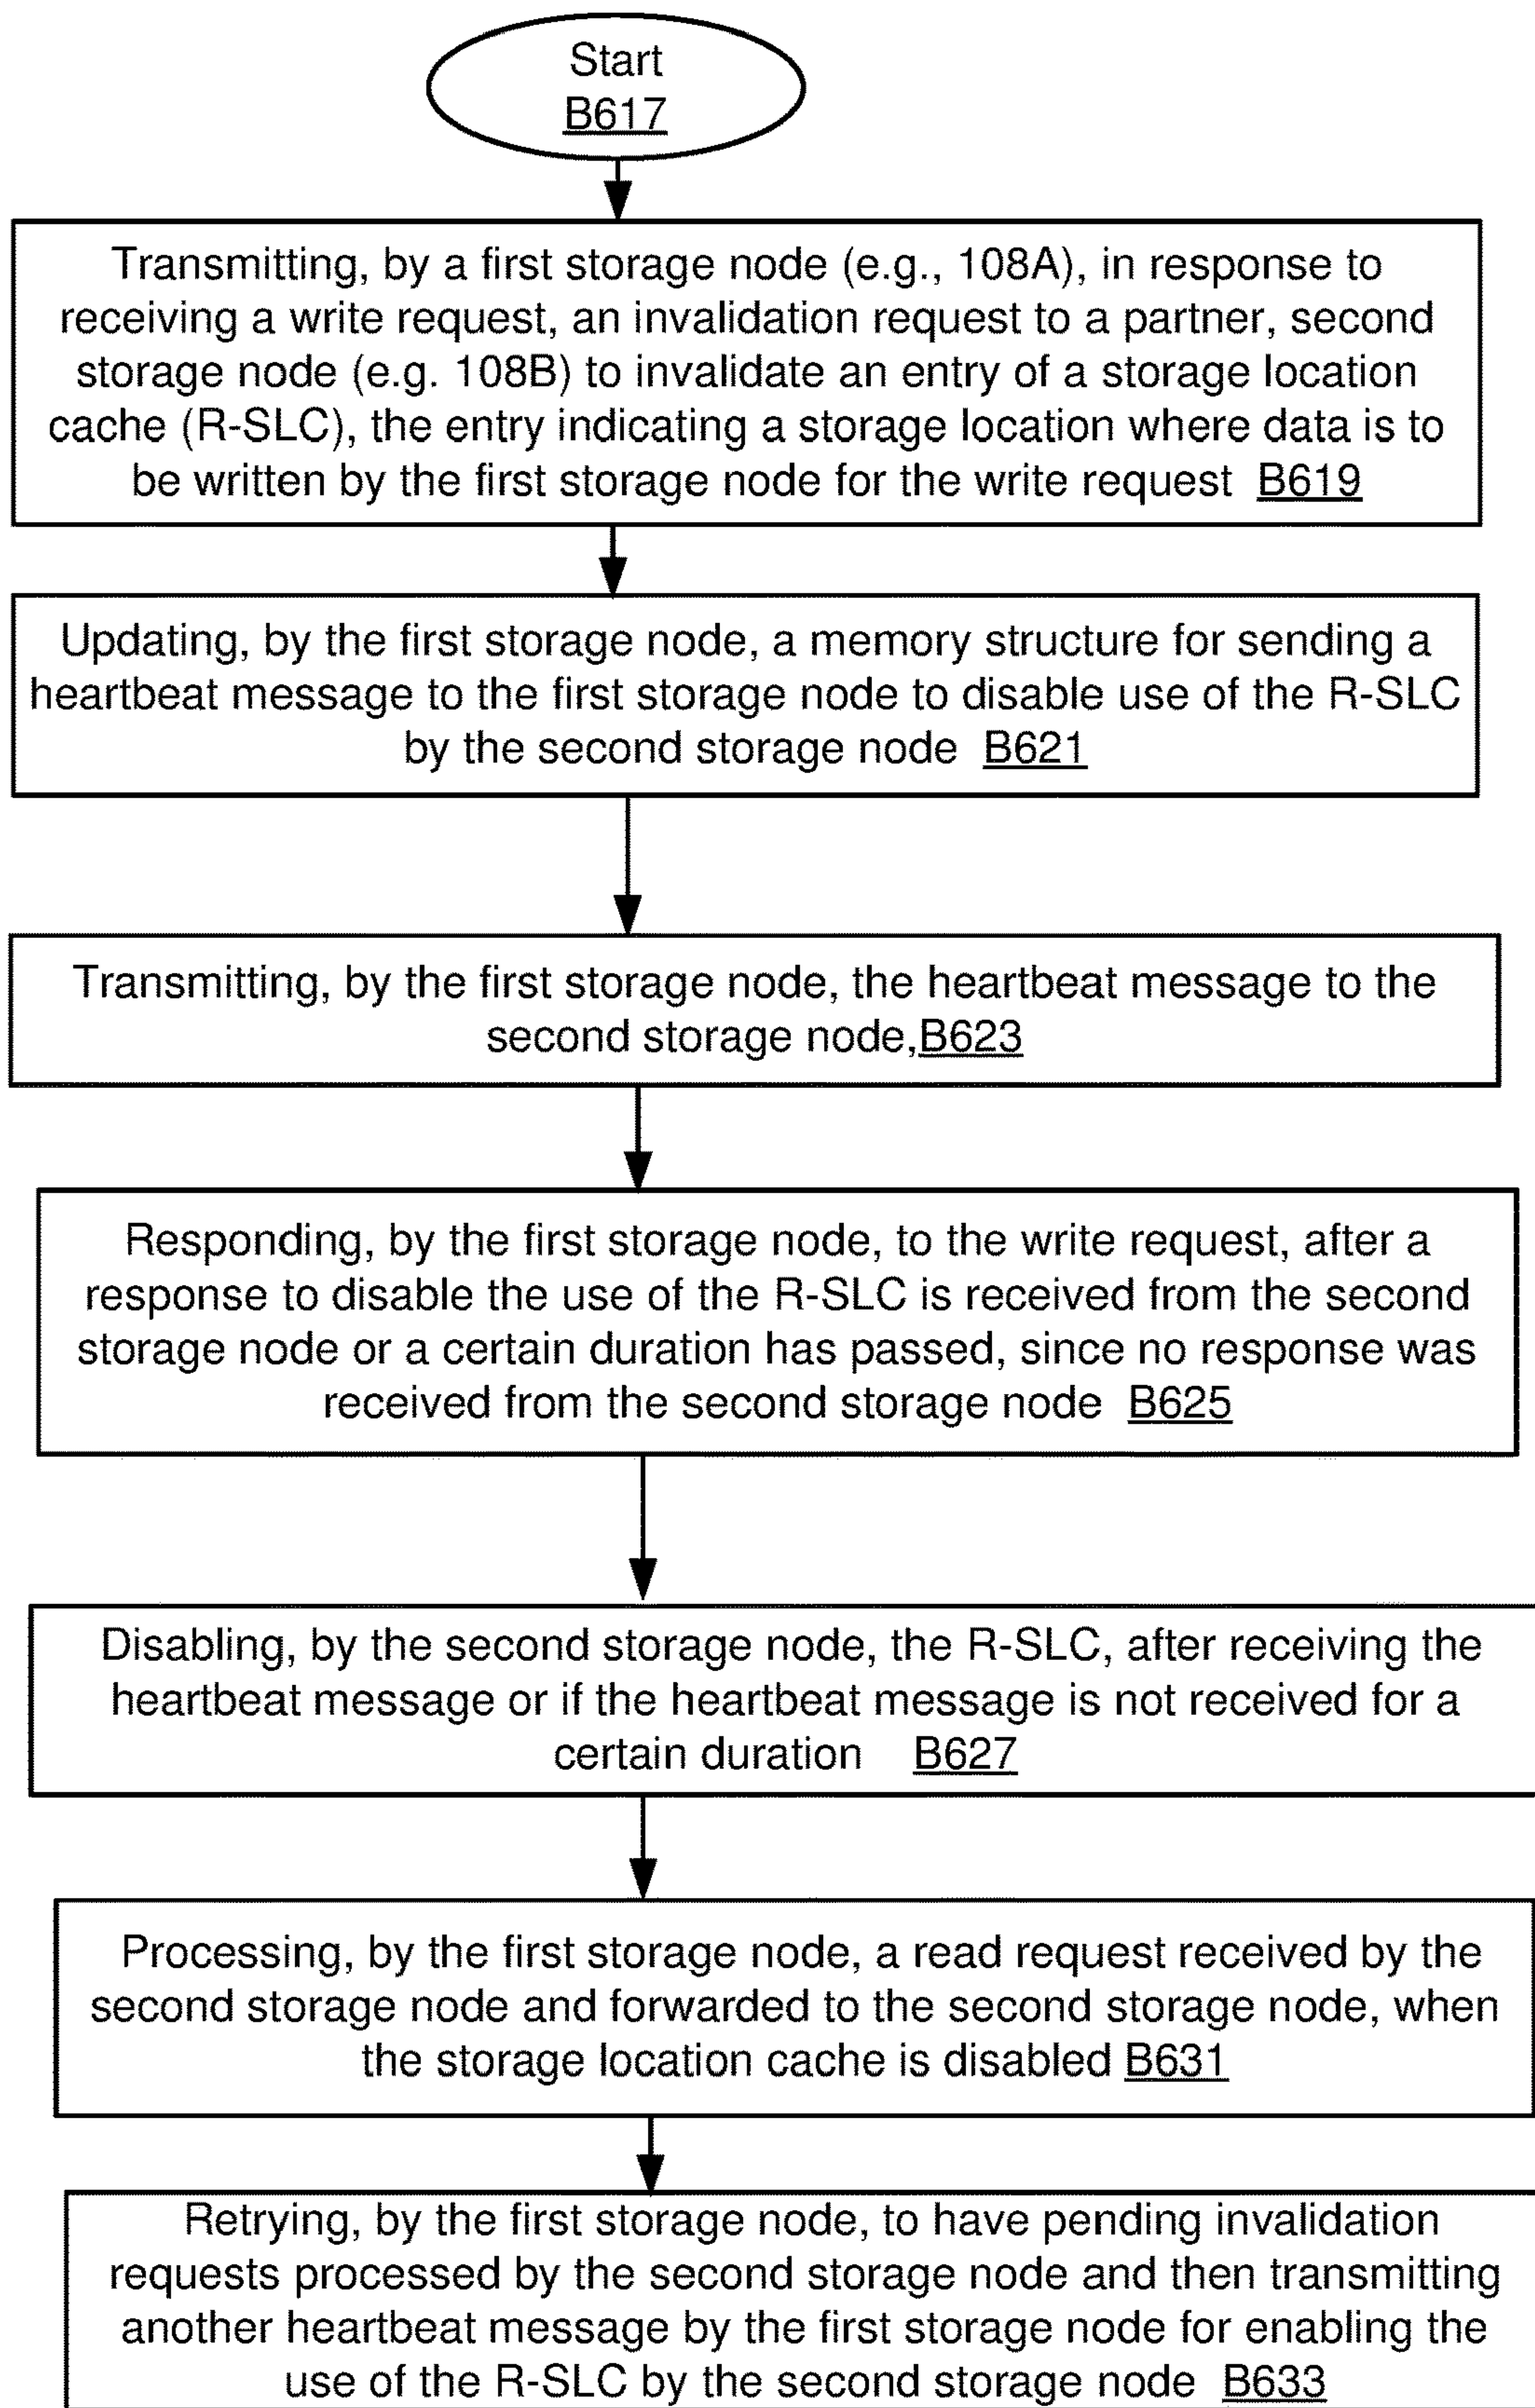 Start
B617
Transmitting, by a first storage node (e.g., 108A), in response to
receiving a write request, an invalidation request to a partner, second
storage node (e.g. 108B) to invalidate an entry of a storage location
cache (R-SLC), the entry indicating a storage location where data is to
be written by the first storage node for the write request B619
Updating, by the first storage node, a memory structure for sending a
heartbeat message to the first storage node to disable use of the R-SLC
by the second storage node B621
Transmitting, by the first storage node, the heartbeat message to the
second storage node,B623
Responding, by the first storage node, to the write request, after a
response to disable the use of the R-SLC is received from the second
storage node or a certain duration has passed, since no response was
received from the second storage node B625
Disabling, by the second storage node, the R-SLC, after receiving the
heartbeat message or if the heartbeat message is not received for a
certain duration B627
Processing, by the first storage node, a read request received by the
second storage node and forwarded to the second storage node, when
the storage location cache is disabled B631
Retrying, by the first storage node, to have pending invalidation
requests processed by the second storage node and then transmitting
another heartbeat message by the first storage node for enabling the
use of the R-SLC by the second storage node B633